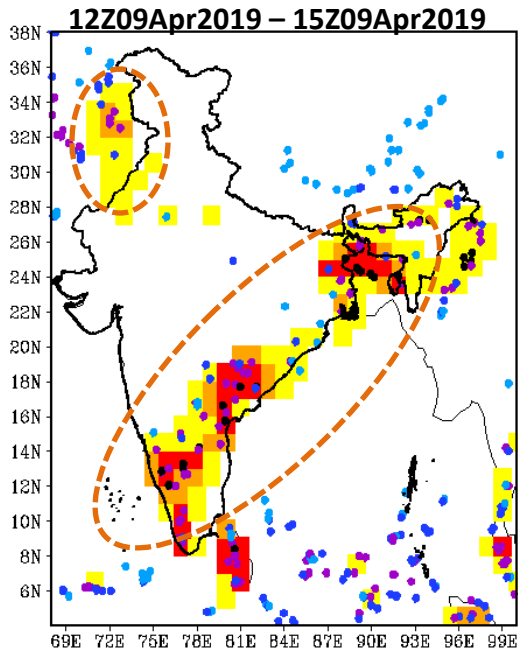 12Z09Apr2019 – 15Z09Apr2019
38N
36N
34N
32N
30N
28N
26N
24N
22N
20N
18N
16N
14N
12N
10N
8N
6N
69E 72E 75E 78E 81E 84E 87E 90E 93E 96E 99E